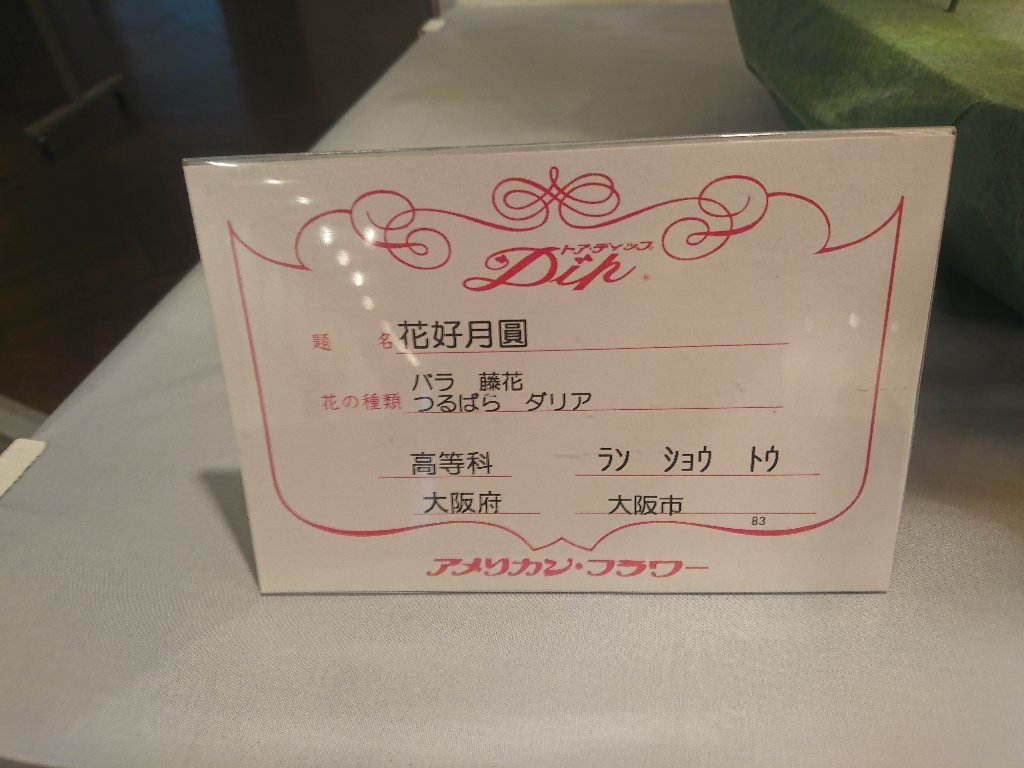 トア・ディップ
Dip®
題 名 花好月圓
花の種類 バラ 藤花
つるばら ダリア
高等科 ラン ショウ トウ
大阪府 大阪市
83
アメリカン・フラワー